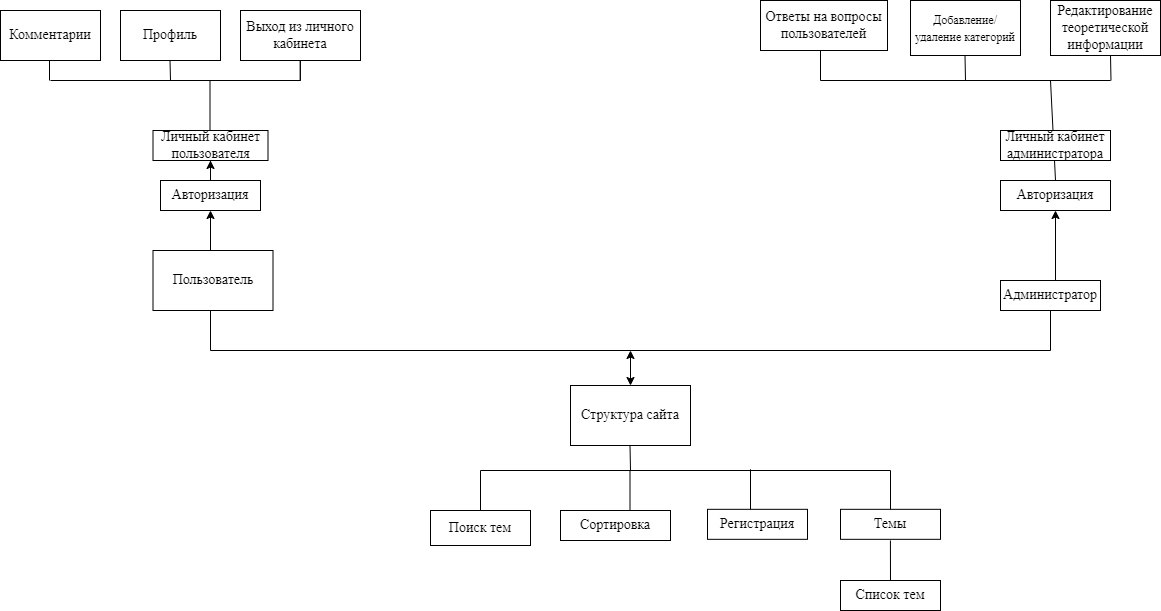 Комментарии
Профиль
Выход из личного
кабинета
Ответы на вопросы
пользователей
Добавление/
удаление категорий
Редактирование
теоретической
информации
Личный кабинет
пользователя
Личный кабинет
администратора
Авторизация
Авторизация
Пользователь
Администратор
Структура сайта
Поиск тем
Сортировка
Регистрация
Темы
Список тем